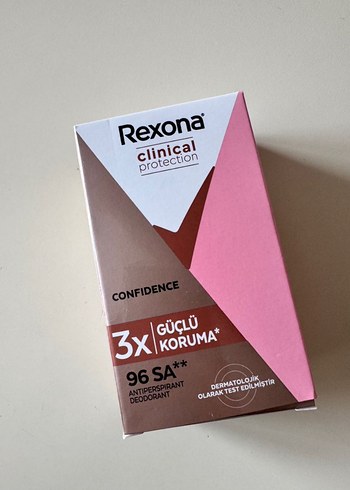 Rexona
clinical
protection
CONFIDENCE
3x GÜÇLÜ
KORUMA*
96 SA**
ANTIPERSPIRANT
DEODORANT
DERMATOLOJİK
OLARAK TEST EDİLMİŞTİR